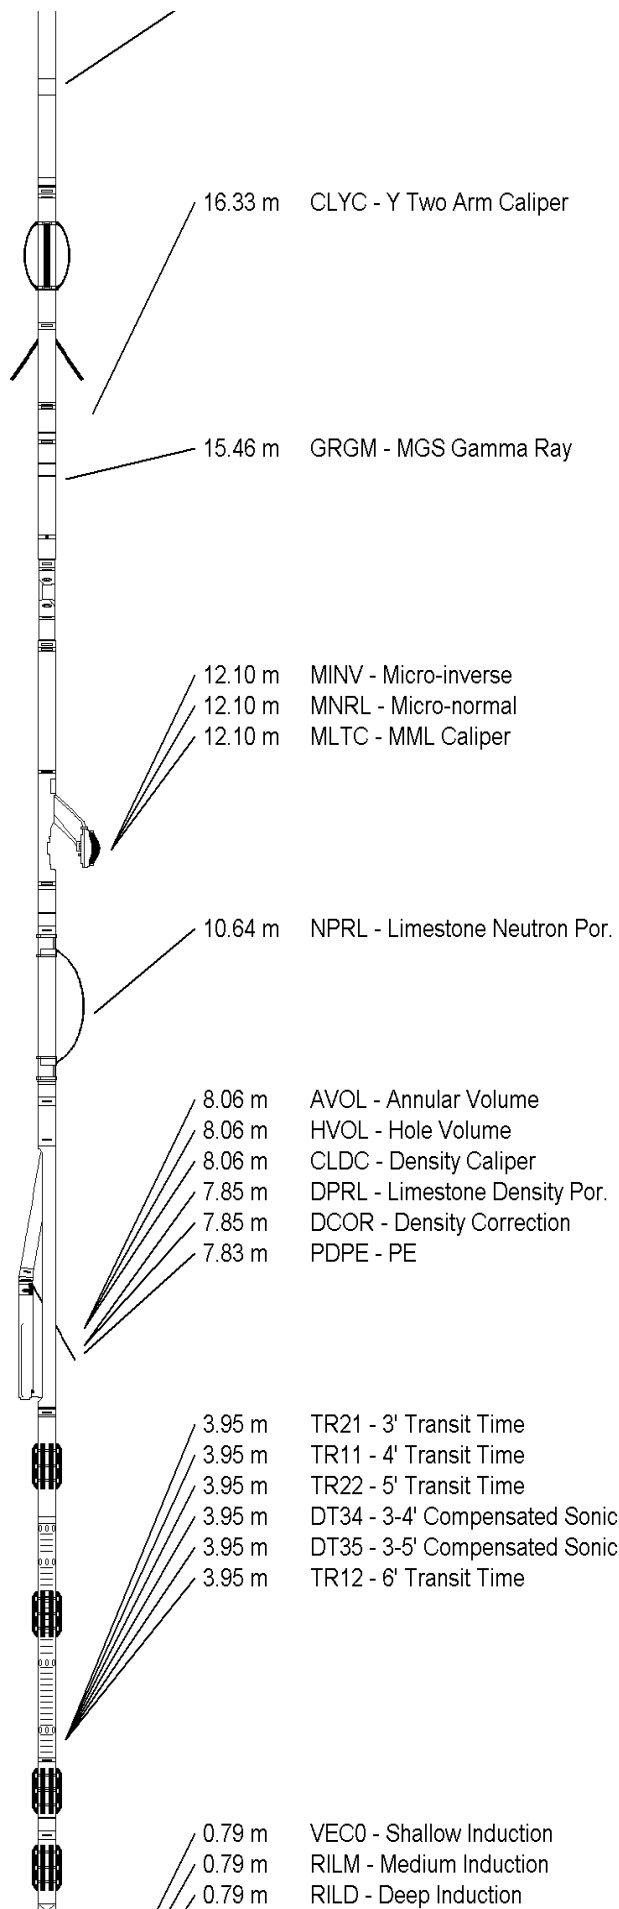 16.33 m CLYC - Y Two Arm Caliper
15.46 m GRGM - MGS Gamma Ray
12.10 m MINV - Micro-inverse
12.10 m MNRL - Micro-normal
12.10 m MLTC - MML Caliper
10.64 m NPRL - Limestone Neutron Por.
8.06 m AVOL - Annular Volume
8.06 m HVOL - Hole Volume
8.06 m CLDC - Density Caliper
7.85 m DPRL - Limestone Density Por.
7.85 m DCOR - Density Correction
7.83 m PDPE - PE
3.95 m TR21 - 3' Transit Time
3.95 m TR11 - 4' Transit Time
3.95 m TR22 - 5' Transit Time
3.95 m DT34 - 3-4' Compensated Sonic
3.95 m DT35 - 3-5' Compensated Sonic
3.95 m TR12 - 6' Transit Time
0.79 m VEC0 - Shallow Induction
0.79 m RILM - Medium Induction
0.79 m RILD - Deep Induction